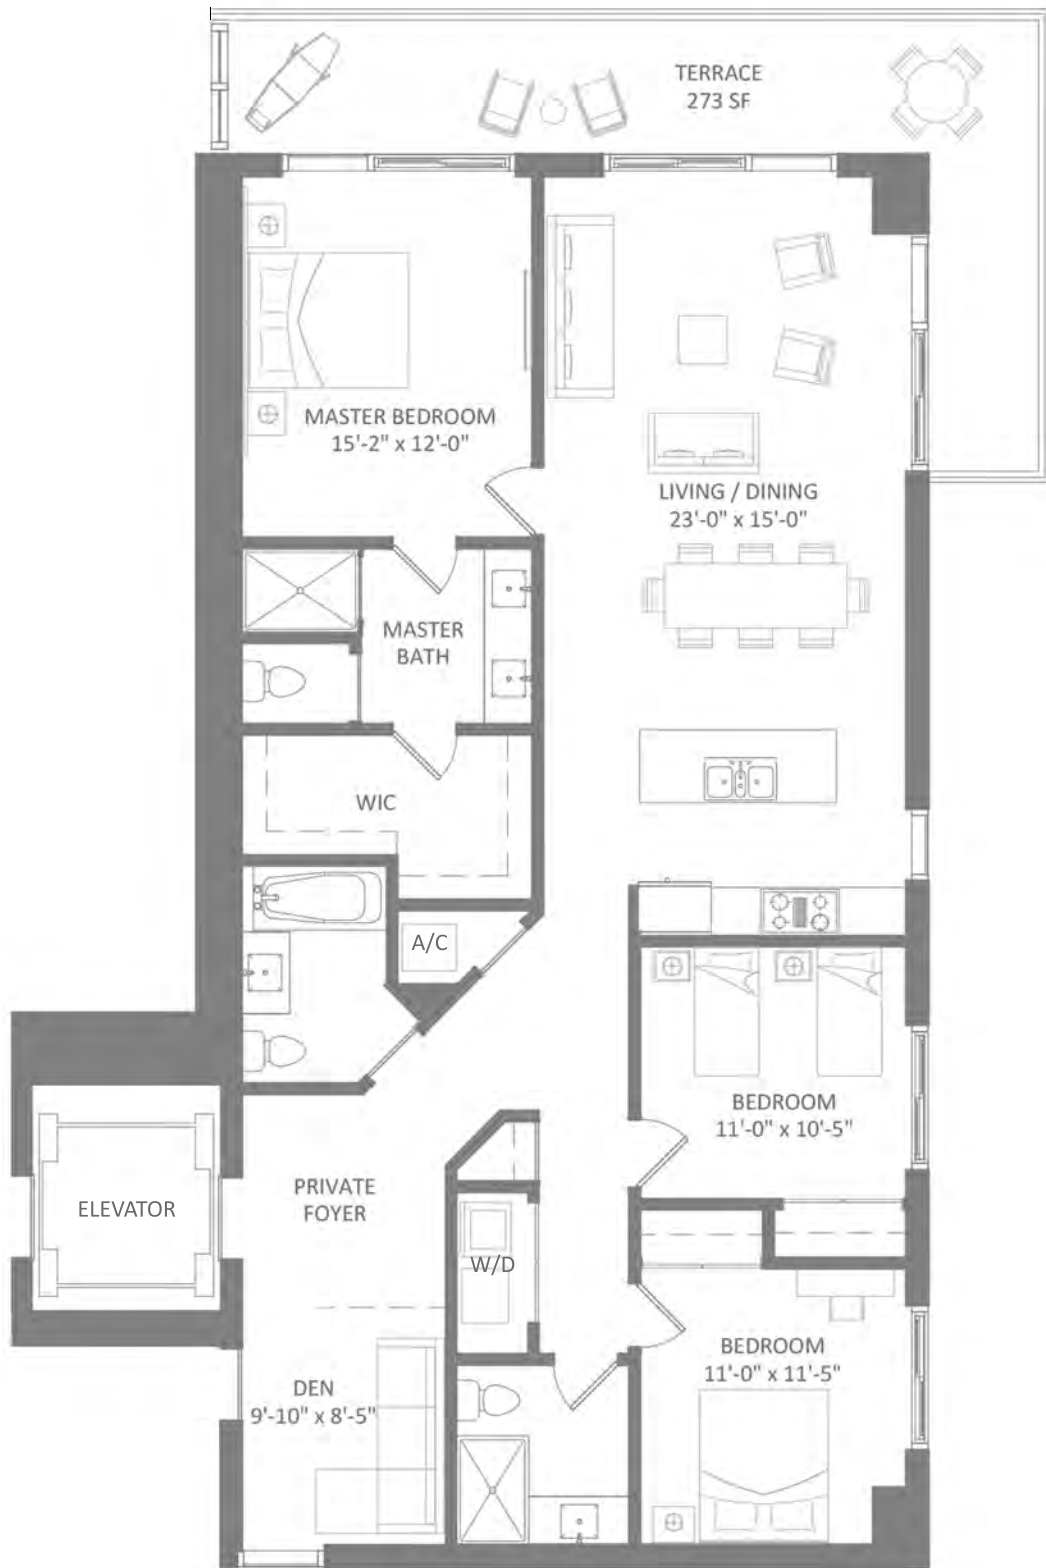 TERRACE
273 SF
MASTER BEDROOM
15'-2" x 12'-0"
LIVING / DINING
23'-0" x 15'-0"
MASTER
BATH
WIC
A/C
BEDROOM
11'-0" x 10'-5"
PRIVATE
FOYER
ELEVATOR
W/D
BEDROOM
11'-0" x 11'-5"
DEN
9'-10" x 8'-5"